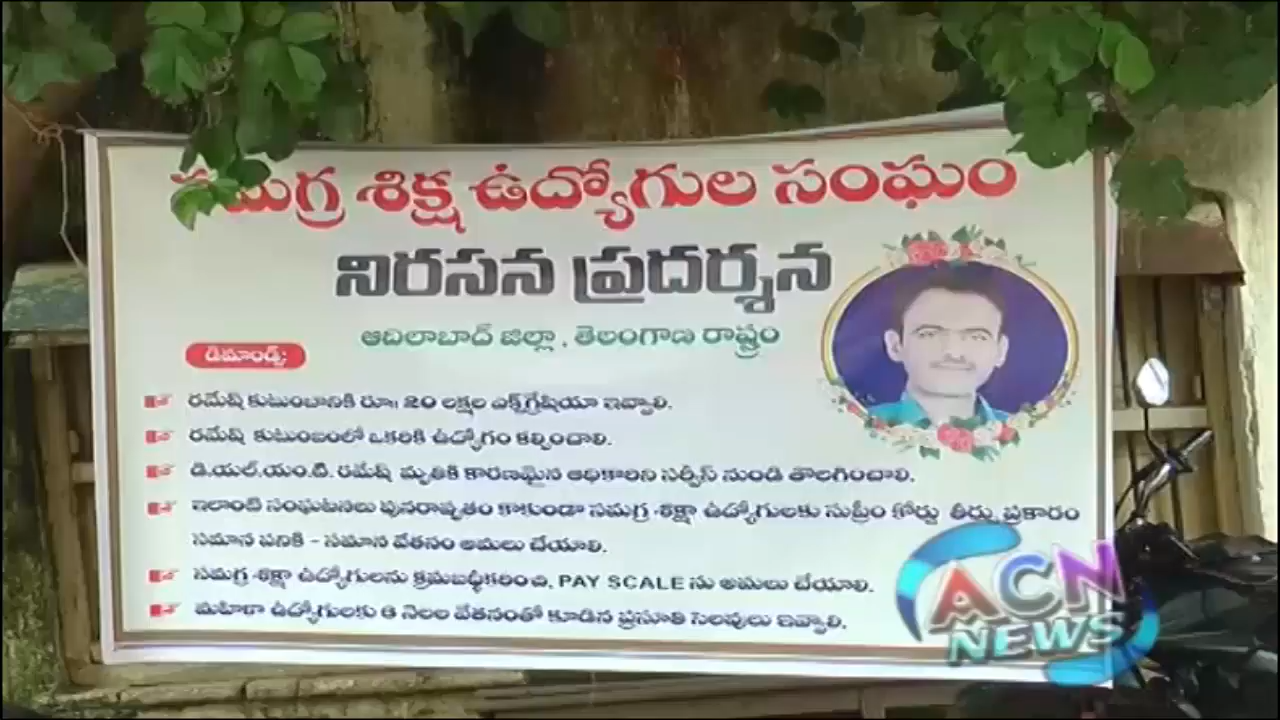 సమగ్ర శిక్ష ఉద్యోగుల సంఘం
నిరసన ప్రదర్శన
ఆదిలాబాద్ జిల్లా, తెలంగాణ రాష్ట్రం
డిమాండ్స్:
రమేష్ కుటుంబానికి రూ॥ 20 లక్షల ఎక్స్‌గ్రేషియా ఇవ్వాలి.
రమేష్ కుటుంబంలో ఒకరికి ఉద్యోగం కల్పించాలి.
డి.యల్.యం.టి. రమేష్ మృతికి కారణమైన అధికారిని సర్వీస్ నుండి తొలగించాలి.
ఇలాంటి సంఘటనలు పునరావృతం కాకుండా సమగ్ర శిక్షా ఉద్యోగులకు సుప్రీం కోర్టు తీర్పు ప్రకారం
సమాన పనికి - సమాన వేతనం అమలు చేయాలి.
సమగ్ర శిక్షా ఉద్యోగులను క్రమబద్ధీకరించి, PAY SCALE ను అమలు చేయాలి.
మహిళా ఉద్యోగులకు 6 నెలల వేతనంతో కూడిన ప్రసూతి సెలవులు ఇవ్వాలి.
ACN
NEWS